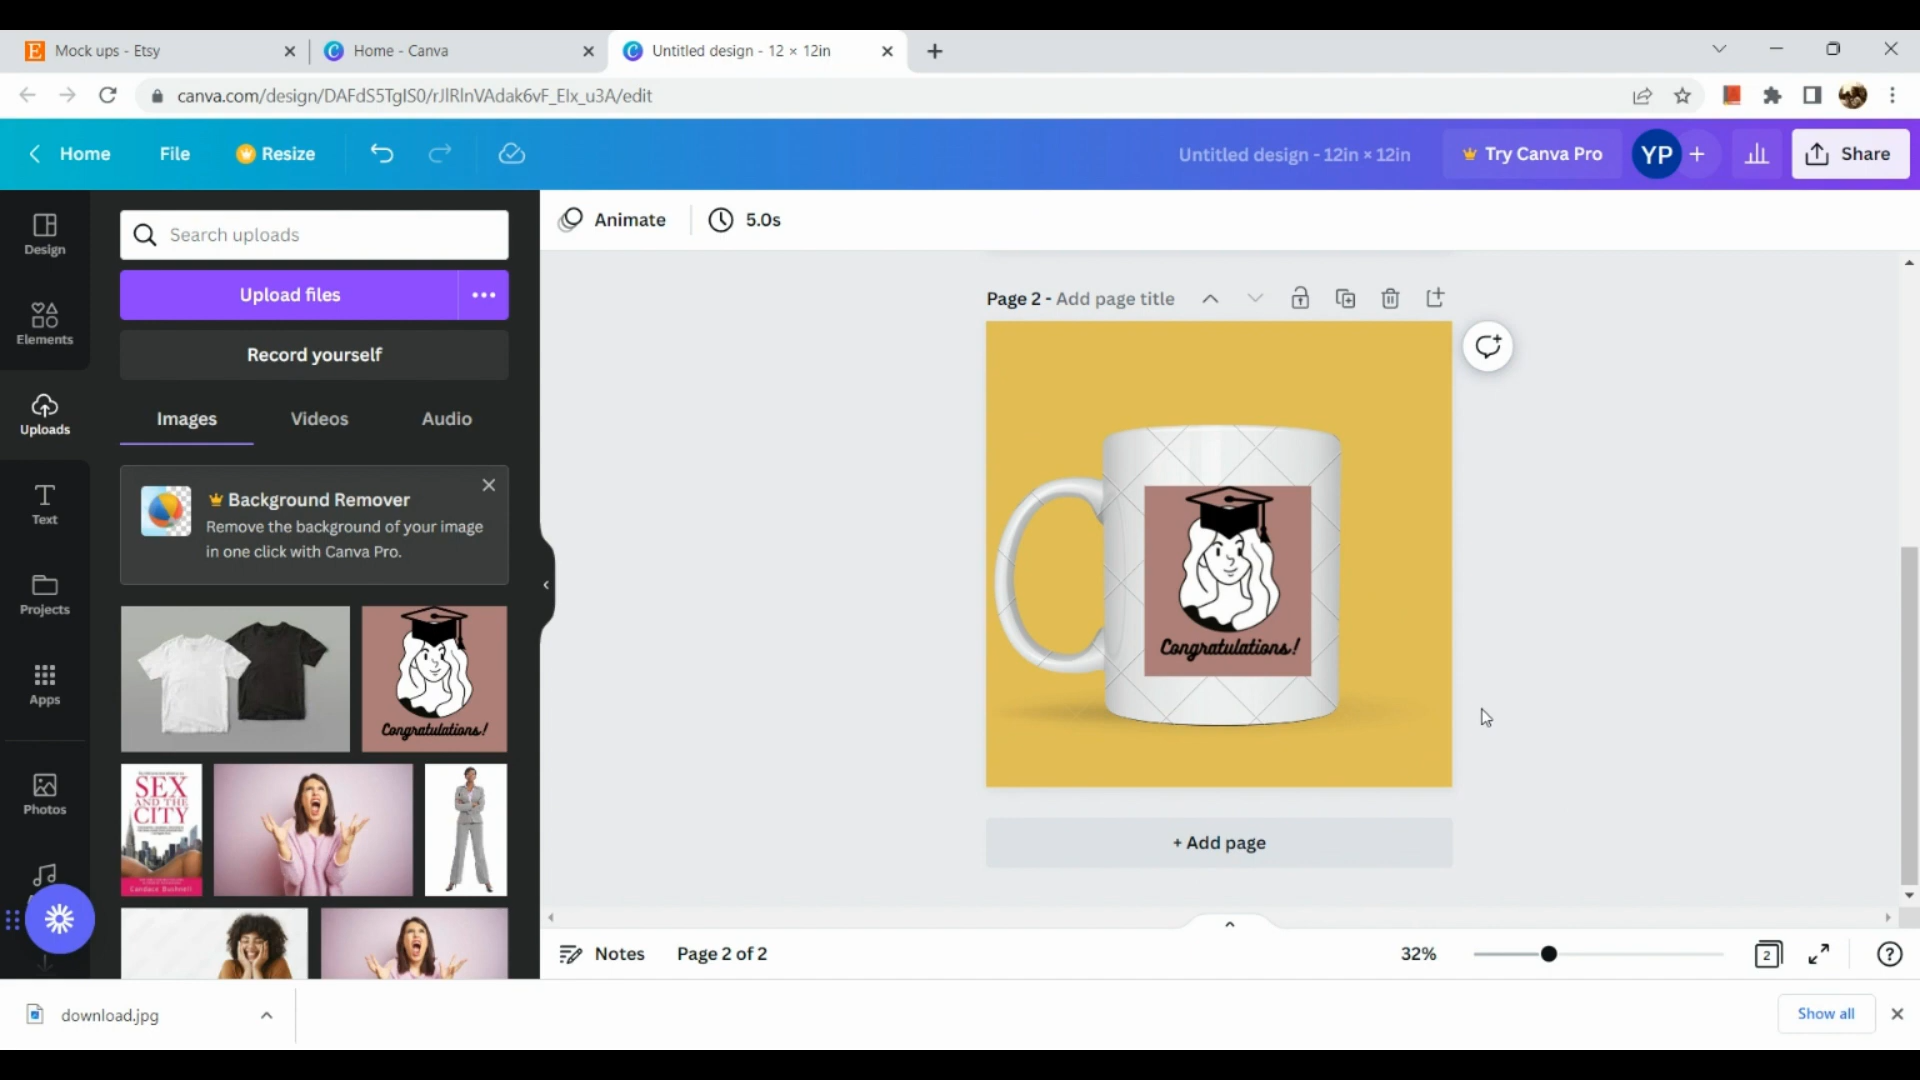 Mock ups - Etsy
Home - Canva
Untitled design - 12 × 12in
canva.com/design/DAFdS5TgIS0/rJlRlnVAdak6vF_Elx_u3A/edit
Home
File
Resize
Untitled design - 12in × 12in
Try Canva Pro
YP
Share
Design
Elements
Uploads
Text
Projects
Apps
Photos
Search uploads
Upload files
Record yourself
Images
Videos
Audio
Background Remover
Remove the background of your image
in one click with Canva Pro.
Congratulations!
SEX
AND THE
CITY
Candace Bushnell
Animate
5.0s
Page 2 - Add page title
Congratulations!
+ Add page
Notes
Page 2 of 2
32%
2
download.jpg
Show all